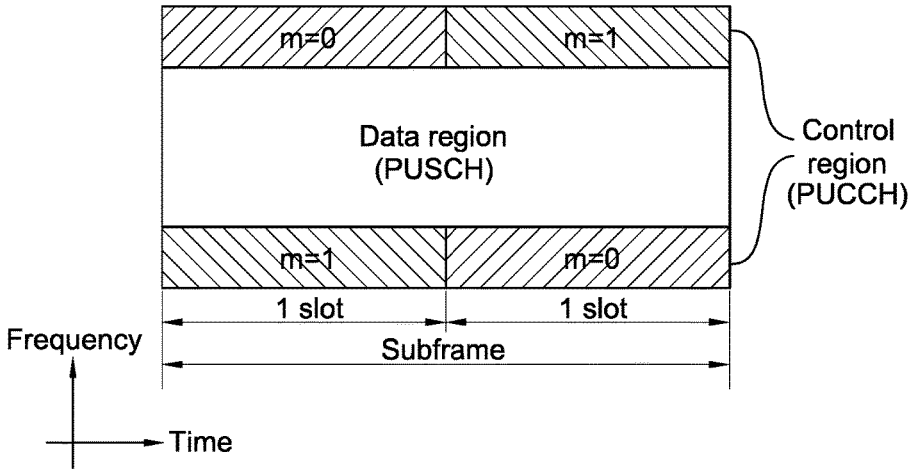 m=0
m=1
Data region
(PUSCH)
Control
region
(PUCCH)
m=1
m=0
1 slot
1 slot
Subframe
Frequency
Time